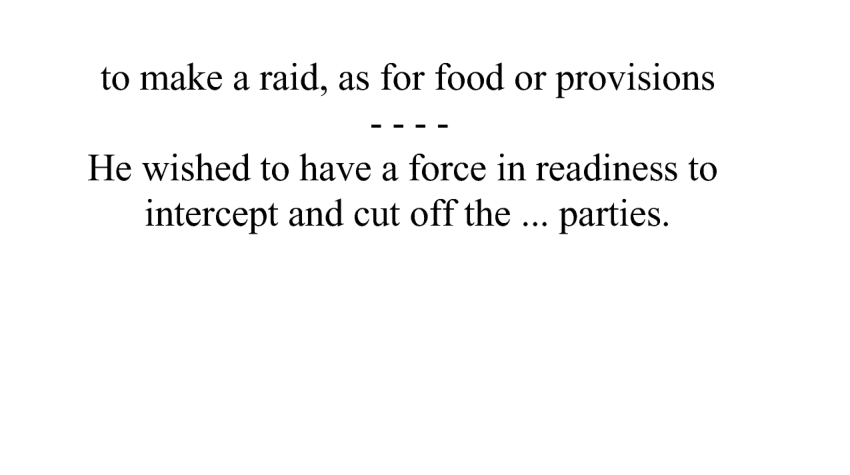 to make a raid, as for food or provisions
- - - -
He wished to have a force in readiness to
intercept and cut off the ... parties.